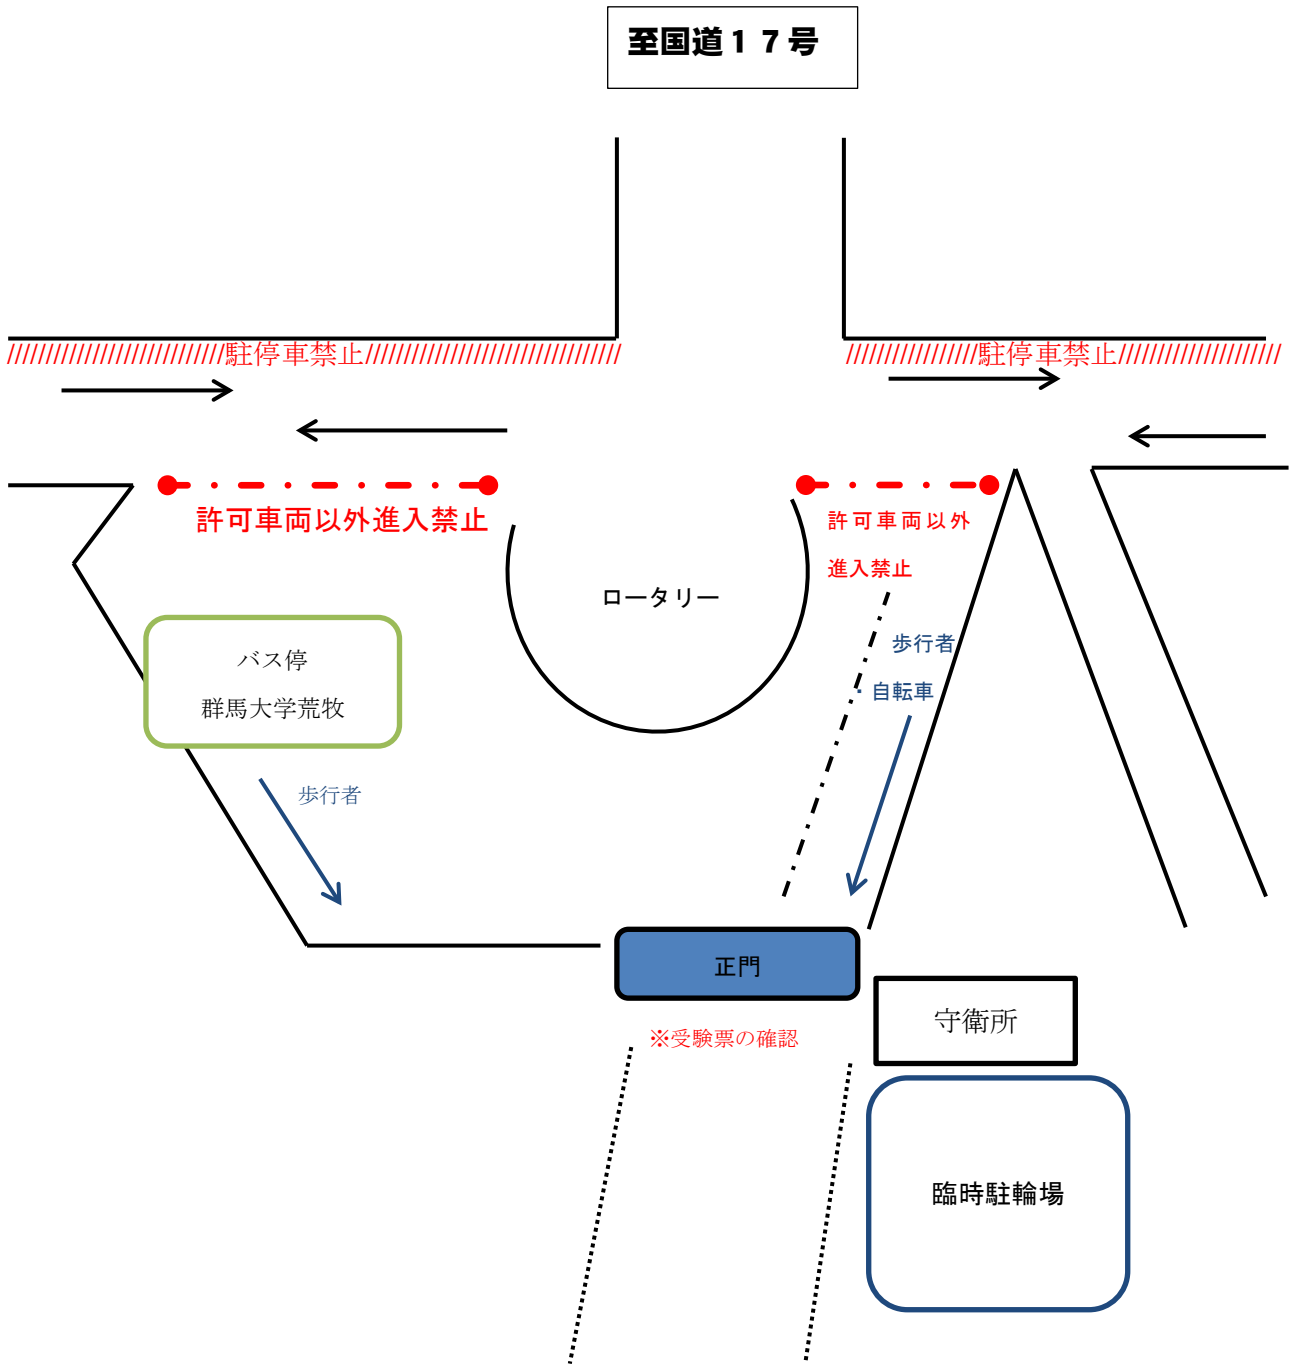 至国道１７号
////////////////////////////駐停車禁止/////////////////////////////////
/////////////////駐停車禁止/////////////////////
許可車両以外進入禁止
許可車両以外
進入禁止
ロータリー
歩行者
・自転車
バス停
群馬大学荒牧
歩行者
正門
守衛所
※受験票の確認
臨時駐輪場